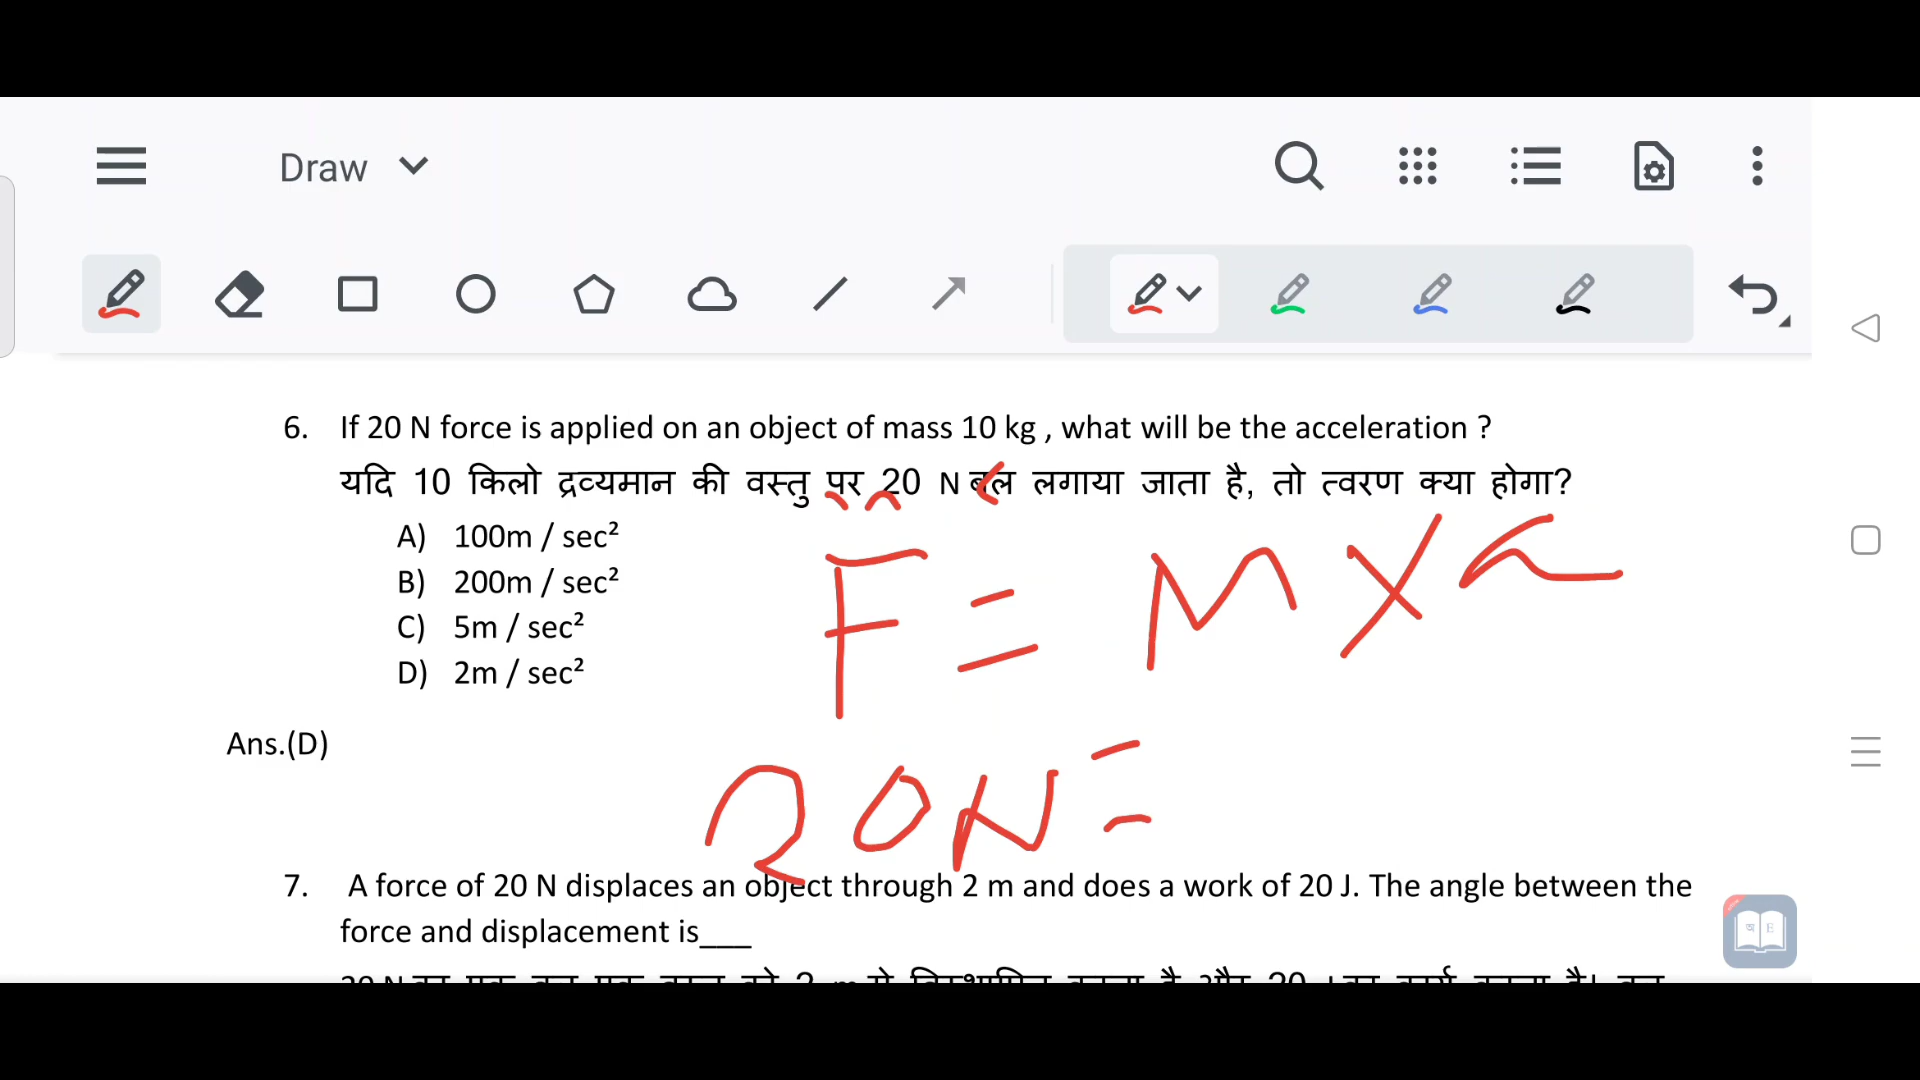 Draw
6. If 20 N force is applied on an object of mass 10 kg , what will be the acceleration ?
यदि 10 किलो द्रव्यमान की वस्तु पर 20 N बल लगाया जाता है, तो त्वरण क्या होगा?
A) 100m / sec²
B) 200m / sec²
C) 5m / sec²
D) 2m / sec²
F = M X a
Ans.(D)
20N =
7. A force of 20 N displaces an object through 2 m and does a work of 20 J. The angle between the
force and displacement is___